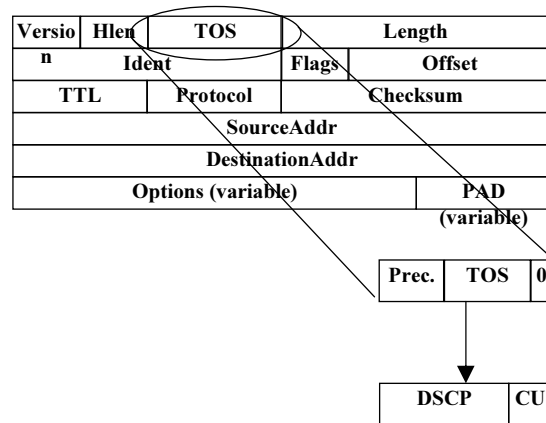 Versio Hlen TOS Length
n
Ident Flags Offset
TTL Protocol Checksum
SourceAddr
DestinationAddr
Options (variable) PAD
(variable)
Prec. TOS 0
DSCP CU